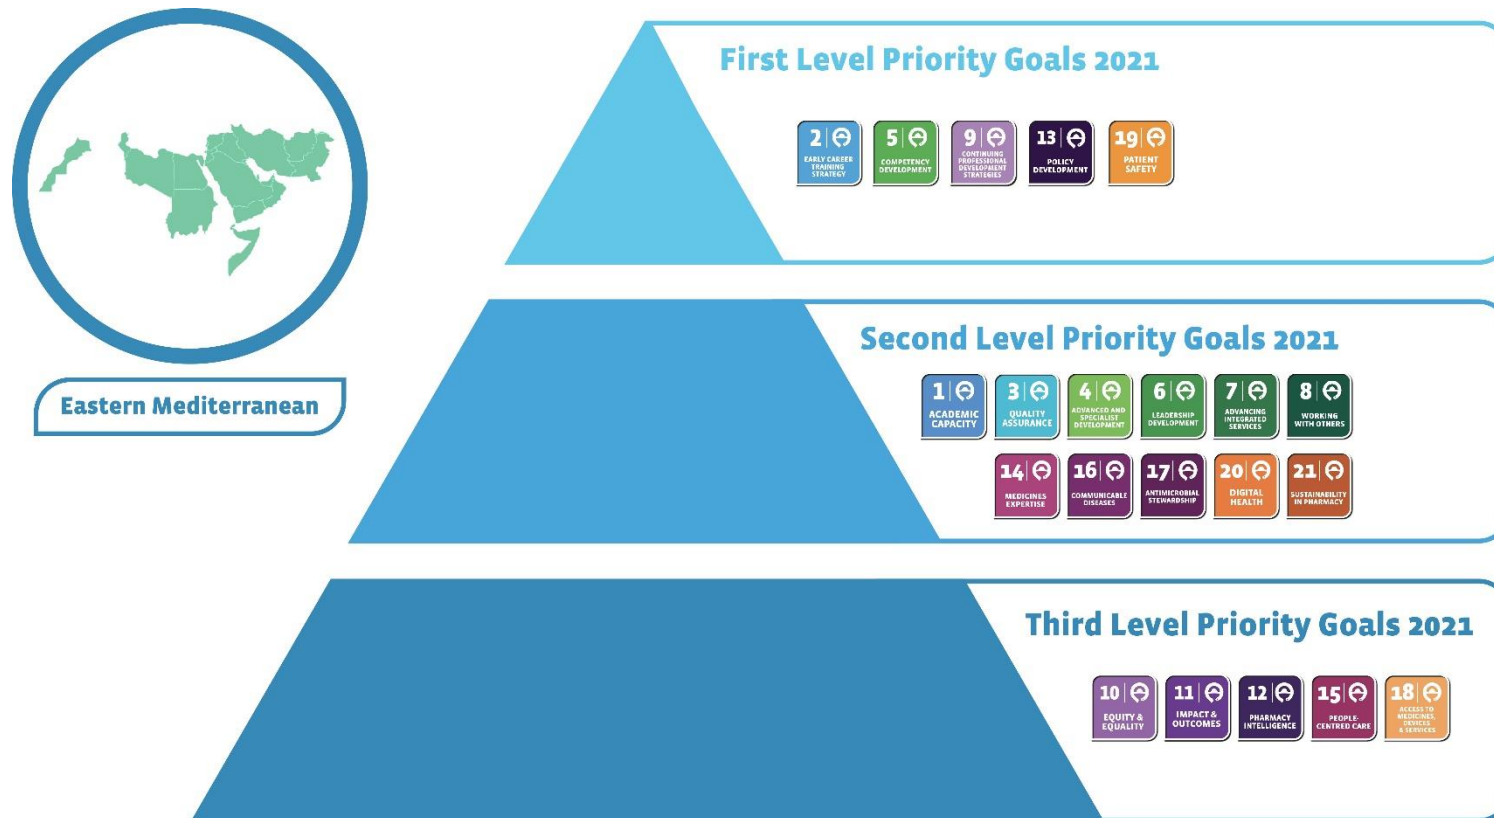 First Level Priority Goals 2021
2
EARLY CAREER
TRAINING
STRATEGY
5
COMPETENCY
DEVELOPMENT
9
CONTINUING
PROFESSIONAL
DEVELOPMENT
STRATEGIES
13
POLICY
DEVELOPMENT
19
PATIENT
SAFETY
Eastern Mediterranean
Second Level Priority Goals 2021
1
ACADEMIC
CAPACITY
3
QUALITY
ASSURANCE
4
ADVANCED AND
SPECIALIST
DEVELOPMENT
6
LEADERSHIP
DEVELOPMENT
7
ADVANCING
INTEGRATED
SERVICES
8
WORKING
WITH OTHERS
14
MEDICINES
EXPERTISE
16
COMMUNICABLE
DISEASES
17
ANTIMICROBIAL
STEWARDSHIP
20
DIGITAL
HEALTH
21
SUSTAINABILITY
IN PHARMACY
Third Level Priority Goals 2021
10
EQUITY &
EQUALITY
11
IMPACT &
OUTCOMES
12
PHARMACY
INTELLIGENCE
15
PEOPLE-
CENTRED CARE
18
ACCESS TO
MEDICINES,
DEVICES
& SERVICES